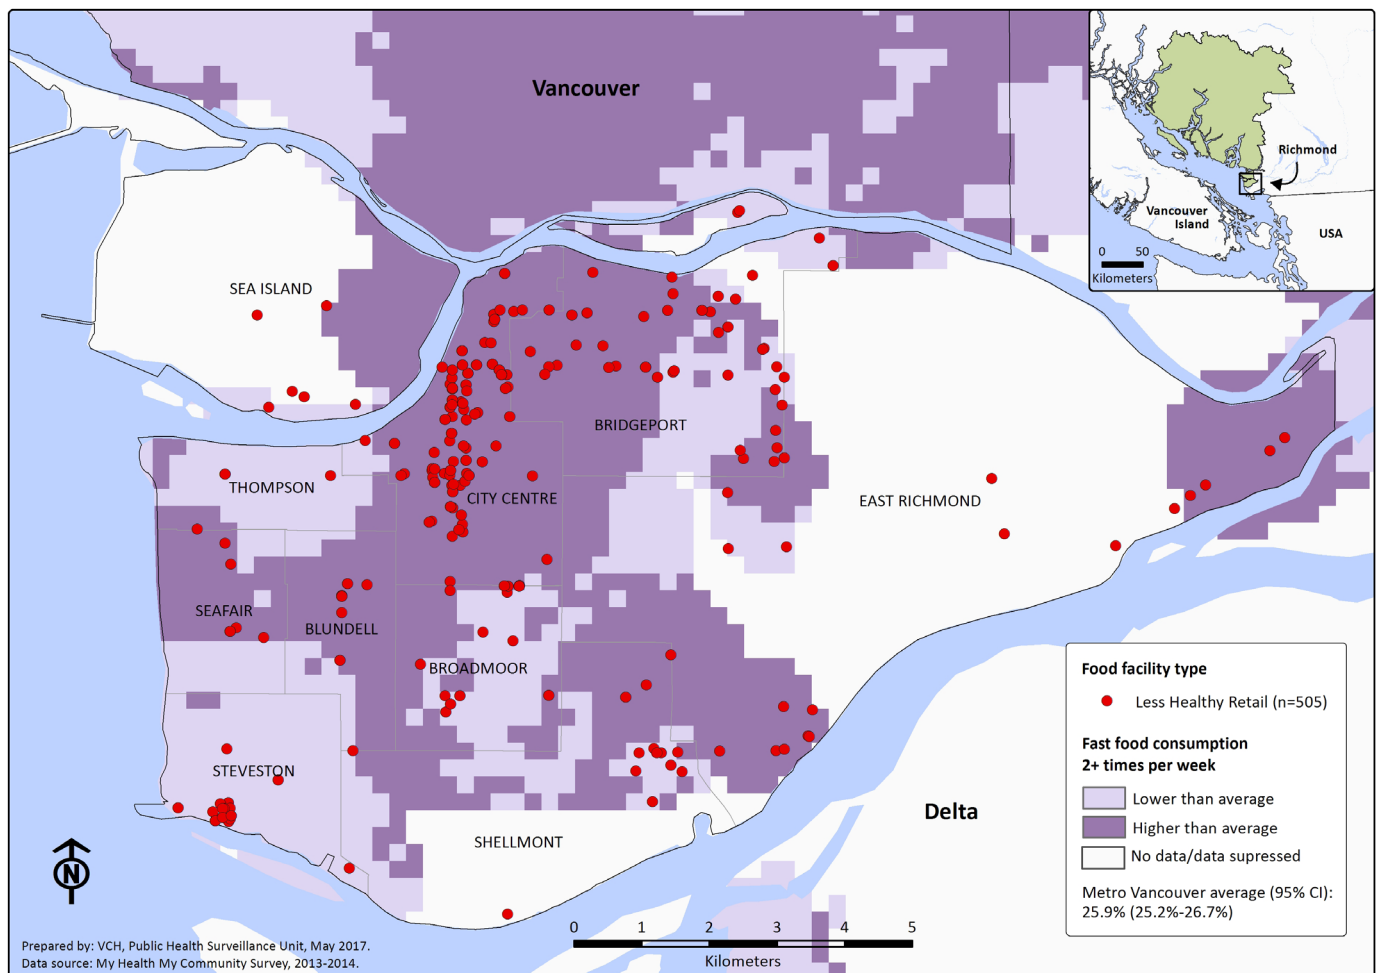 Vancouver
Richmond
Vancouver
Island
USA
0 50
Kilometers
SEA ISLAND
BRIDGEPORT
THOMPSON
CITY CENTRE
EAST RICHMOND
SEAFAIR
BLUNDELL
BROADMOOR
STEVESTON
SHELLMONT
Delta
Food facility type
Less Healthy Retail (n=505)
Fast food consumption
2+ times per week
Lower than average
Higher than average
No data/data supressed
Metro Vancouver average (95% CI):
25.9% (25.2%-26.7%)
N
0 1 2 3 4 5
Kilometers
Prepared by: VCH, Public Health Surveillance Unit, May 2017.
Data source: My Health My Community Survey, 2013-2014.